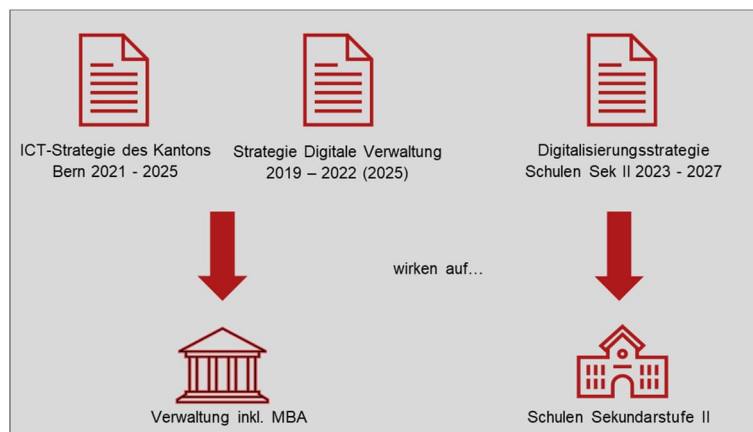 ICT-Strategie des Kantons
Bern 2021 - 2025
Strategie Digitale Verwaltung
2019 – 2022 (2025)
Digitalisierungsstrategie
Schulen Sek II 2023 - 2027
wirken auf...
Verwaltung inkl. MBA
Schulen Sekundarstufe II